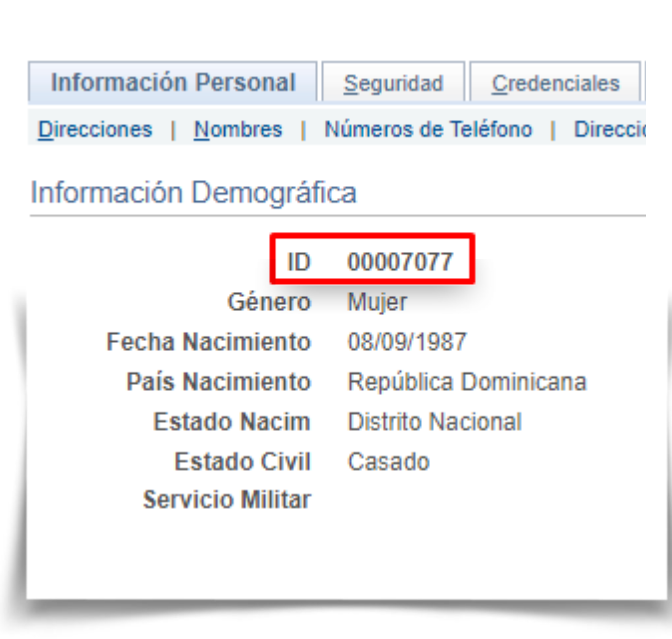 Información Personal Seguridad Credenciales
Direcciones | Nombres | Números de Teléfono |
Información Demográfica
ID 00007077
Género Mujer
Fecha Nacimiento 08/09/1987
País Nacimiento República Dominicana
Estado Nacim Distrito Nacional
Estado Civil Casado
Servicio Militar